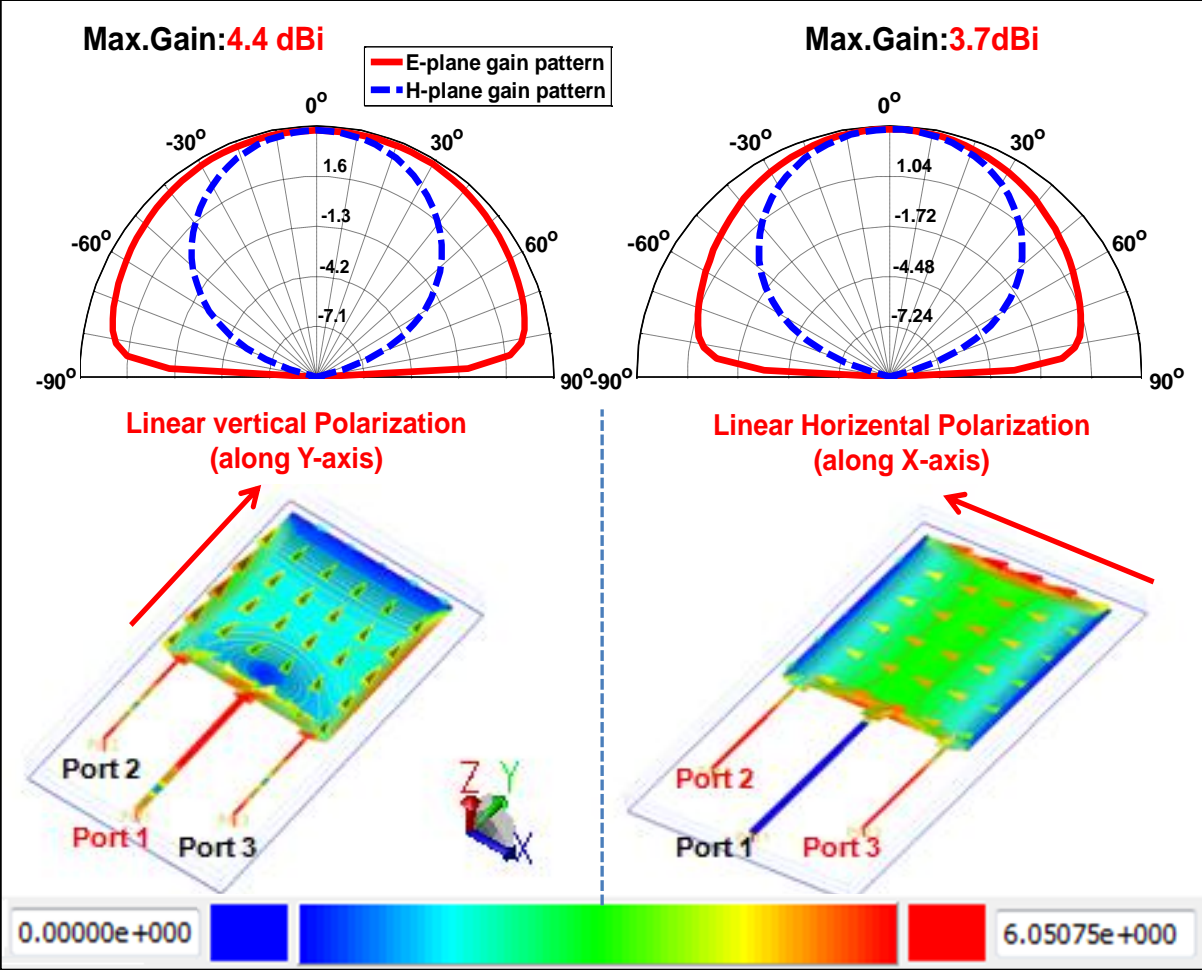 Max.Gain:4.4 dBi
Max.Gain:3.7dBi
E-plane gain pattern
H-plane gain pattern
0o
-30o
30o
-60o
60o
-90o
90o
1.6
-1.3
-4.2
-7.1
0o
-30o
30o
-60o
60o
-90o
90o
1.04
-1.72
-4.48
-7.24
Linear vertical Polarization
(along Y-axis)
Linear Horizental Polarization
(along X-axis)
Port 2
Port 1
Port 3
Z
Y
X
Port 2
Port 1
Port 3
0.00000e+000
6.05075e+000